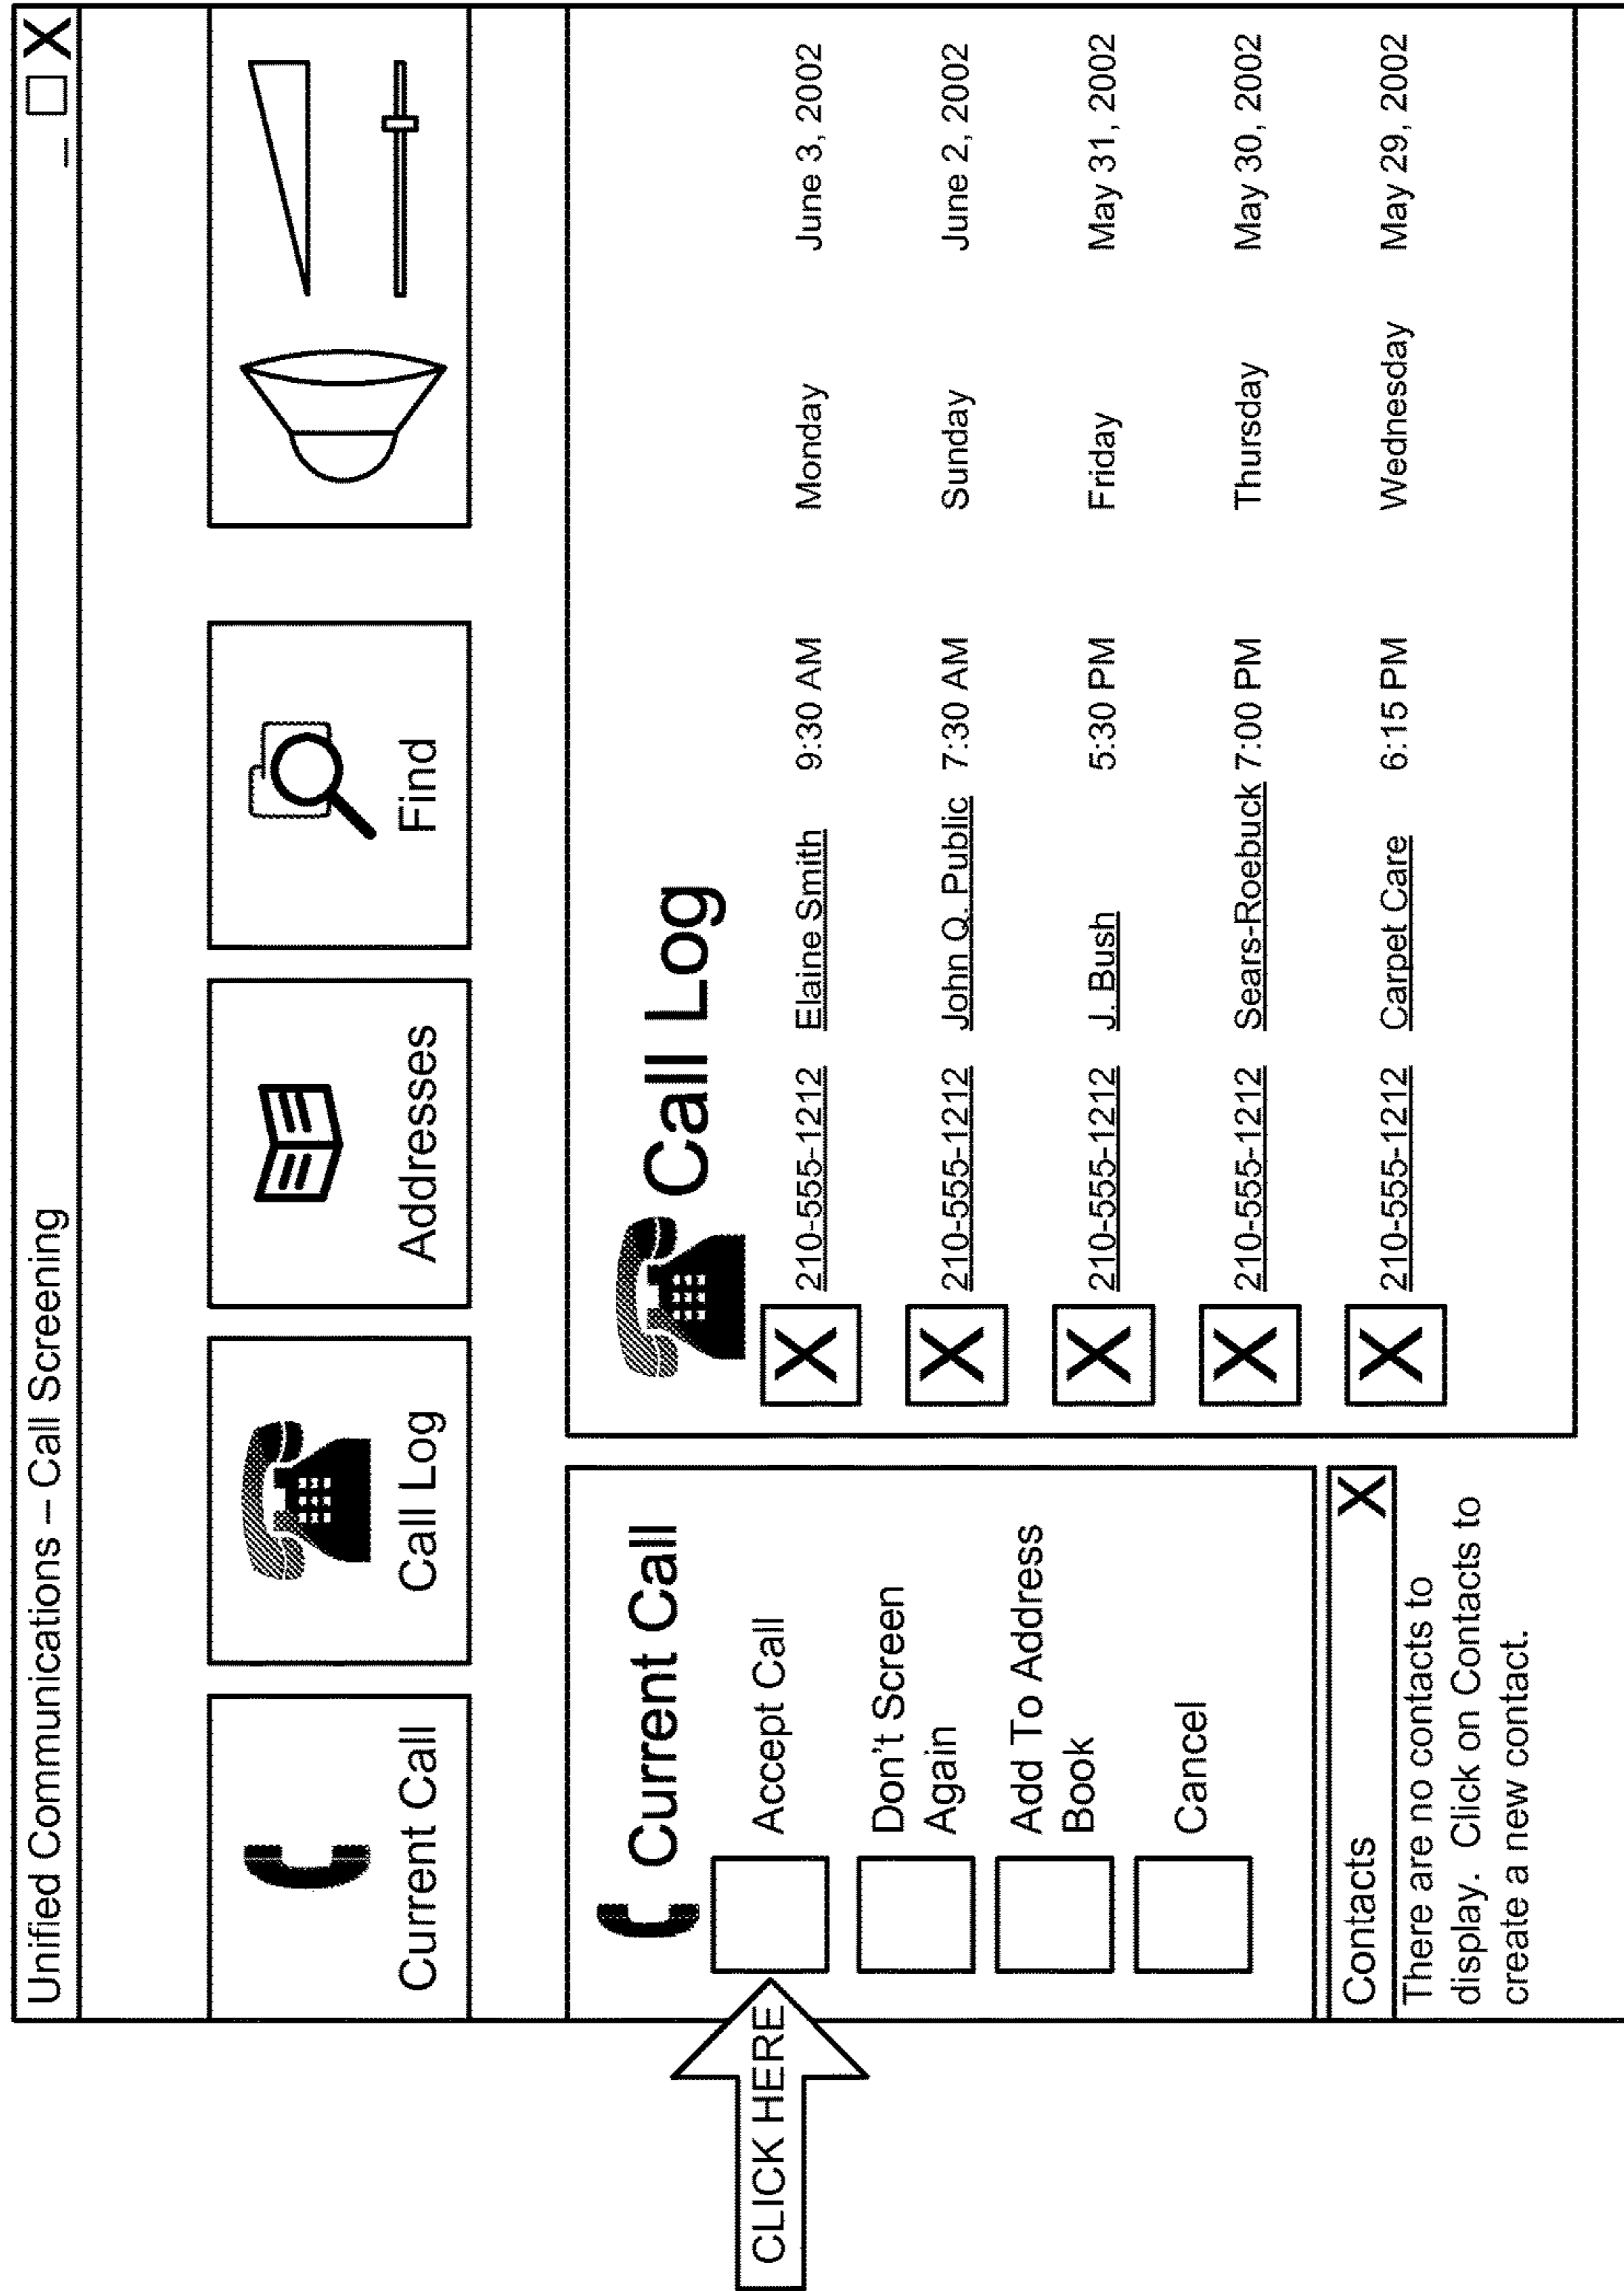 Unified Communications – Call Screening _ □ X
Current Call
Call Log
Addresses
Find
CLICK HERE
Current Call
Accept Call
Don't Screen
Again
Add To Address
Book
Cancel
Contacts X
There are no contacts to
display. Click on Contacts to
create a new contact.
Call Log
X 210-555-1212 Elaine Smith 9:30 AM Monday June 3, 2002
X 210-555-1212 John Q. Public 7:30 AM Sunday June 2, 2002
X 210-555-1212 J. Bush 5:30 PM Friday May 31, 2002
X 210-555-1212 Sears-Roebuck 7:00 PM Thursday May 30, 2002
X 210-555-1212 Carpet Care 6:15 PM Wednesday May 29, 2002